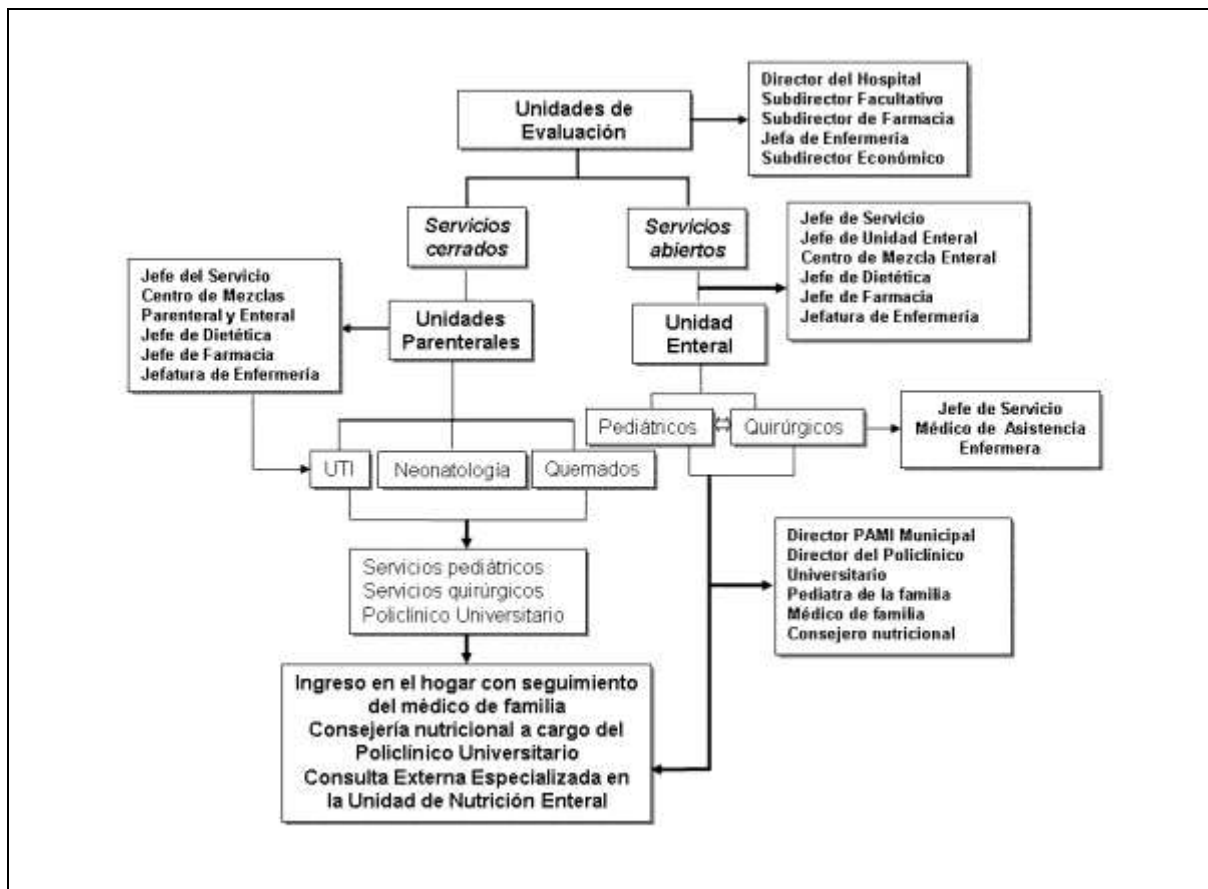 Unidades de
Evaluación
Director del Hospital
Subdirector Facultativo
Subdirector de Farmacia
Jefa de Enfermería
Subdirector Económico
Servicios
cerrados
Servicios
abiertos
Jefe de Servicio
Jefe de Unidad Enteral
Centro de Mezcla Enteral
Jefe de Dietética
Jefe de Farmacia
Jefatura de Enfermería
Jefe del Servicio
Centro de Mezclas
Parenteral y Enteral
Jefe de Dietética
Jefe de Farmacia
Jefatura de Enfermería
Unidades
Parenterales
Unidad
Enteral
Pediátricos
Quirúrgicos
Jefe de Servicio
Médico de Asistencia
Enfermera
UTI
Neonatología
Quemados
Servicios pediátricos
Servicios quirúrgicos
Policlínico Universitario
Director PAMI Municipal
Director del Policlínico
Universitario
Pediatra de la familia
Médico de familia
Consejero nutricional
Ingreso en el hogar con seguimiento
del médico de familia
Consejería nutricional a cargo del
Policlínico Universitario
Consulta Externa Especializada en
la Unidad de Nutrición Enteral